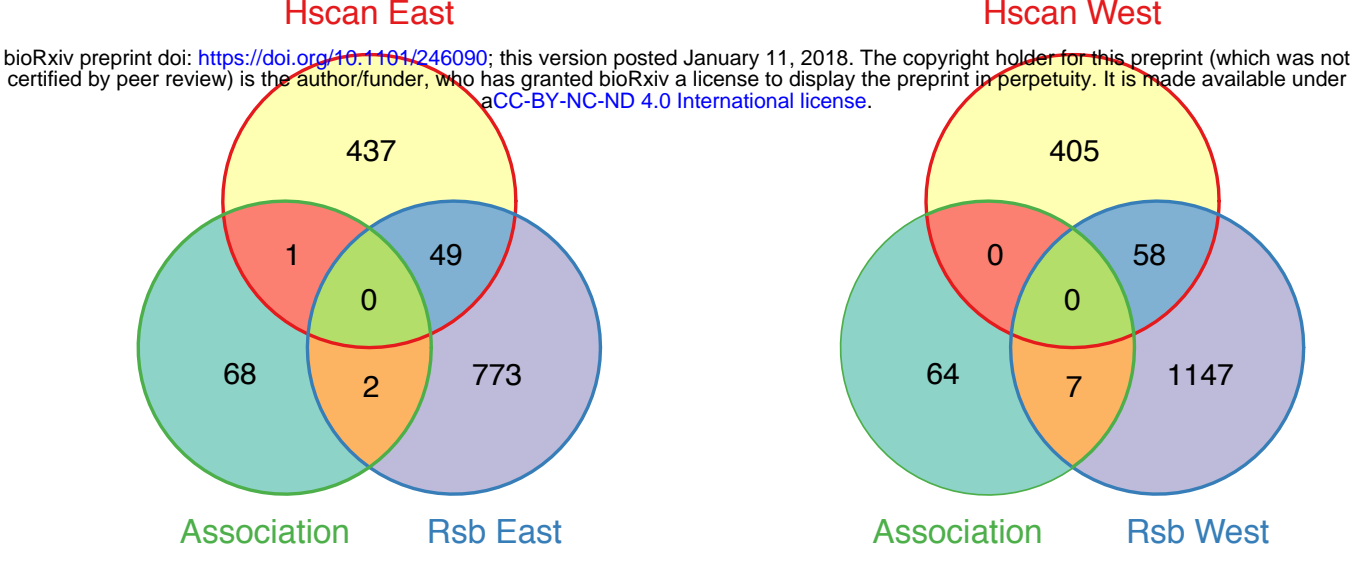 Hscan East
Hscan West
bioRxiv preprint doi: https://doi.org/10.1101/246090; this version posted January 11, 2018. The copyright holder for this preprint (which was not
certified by peer review) is the author/funder, who has granted bioRxiv a license to display the preprint in perpetuity. It is made available under
aCC-BY-NC-ND 4.0 International license.
437
1
49
0
68
2
773
Association
Rsb East
405
0
58
0
64
7
1147
Association
Rsb West